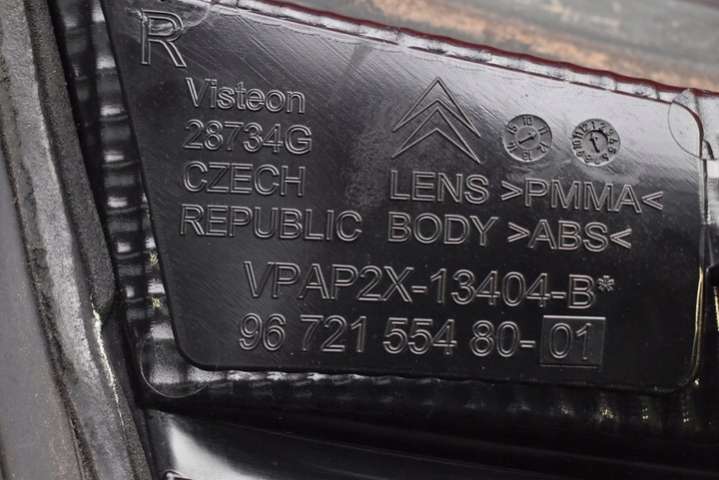 R
Visteon
28734G
CZECH
REPUBLIC
LENS >PMMA<
BODY >ABS<
VPAP2X-13404-B*
96 721 554 80-01